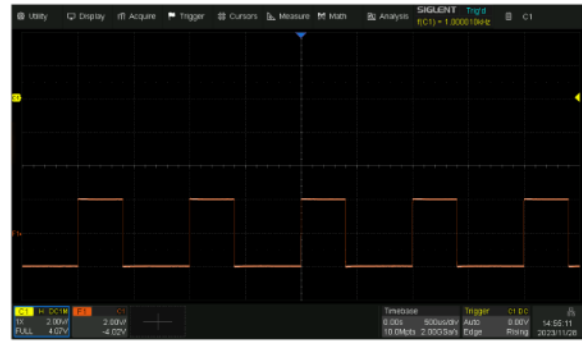 Utility Display Acquire Trigger Cursors Measure Math Analysis SIGLENT Trig'd C1
f(C1) = 1.000010kHz
C1
F1
C1 H DC1M F1 C1 Timebase Trigger C1 DC
1X 2.00V/ 2.00V/ 0.00s 500us/div Auto 0.00V 14:55:11
FULL 4.07V -4.02V 10.0Mpts 2.00GSa/s Edge Rising 2023/11/28